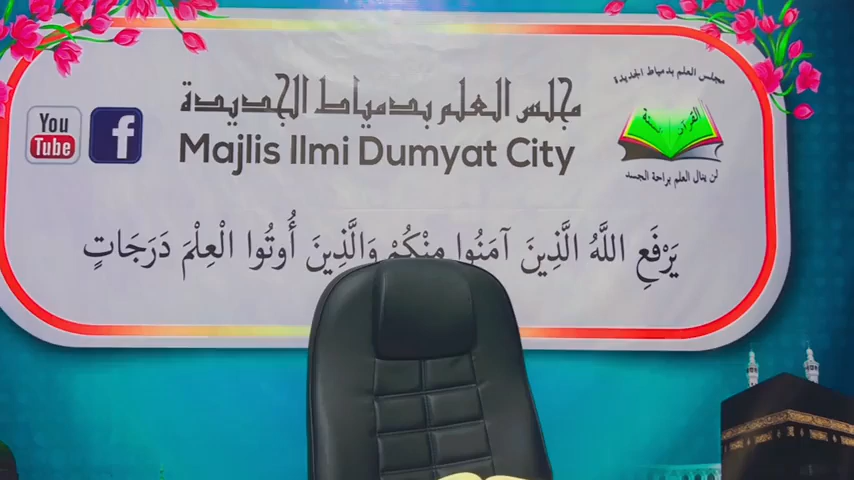 مجلس العلم بدمياط الجديدة
Majlis Ilmi Dumyat City
You
Tube
f
مجلس العلم بدمياط الجديدة
القرآن
لن ينال العلم براحة الجسد
يَرْفَعِ اللَّهُ الَّذِينَ آمَنُوا مِنْكُمْ وَالَّذِينَ أُوتُوا الْعِلْمَ دَرَجَاتٍ